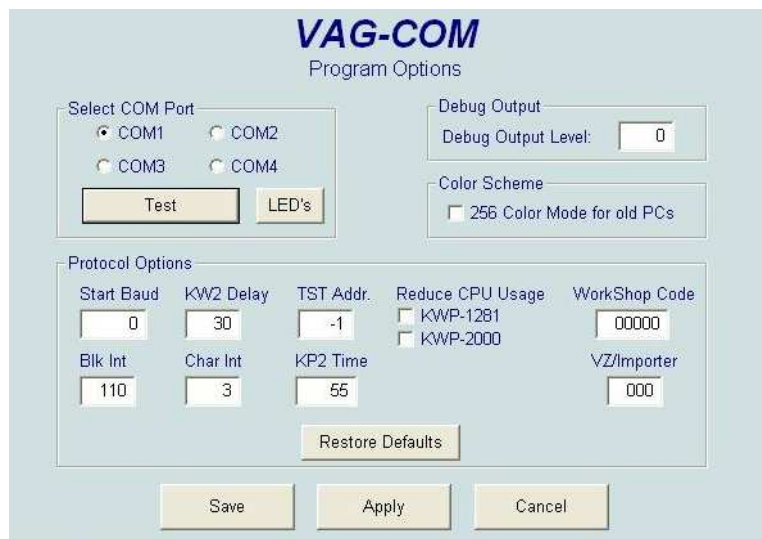 VAG-COM
Program Options
Select COM Port
COM1 COM2
COM3 COM4
Test LED's
Debug Output
Debug Output Level: 0
Color Scheme
256 Color Mode for old PCs
Protocol Options
Start Baud KW2 Delay TST Addr. Reduce CPU Usage WorkShop Code
0 30 -1 KWP-1281 00000
KWP-2000
Blk Int Char Int KP2 Time VZ/Importer
110 3 55 000
Restore Defaults
Save Apply Cancel